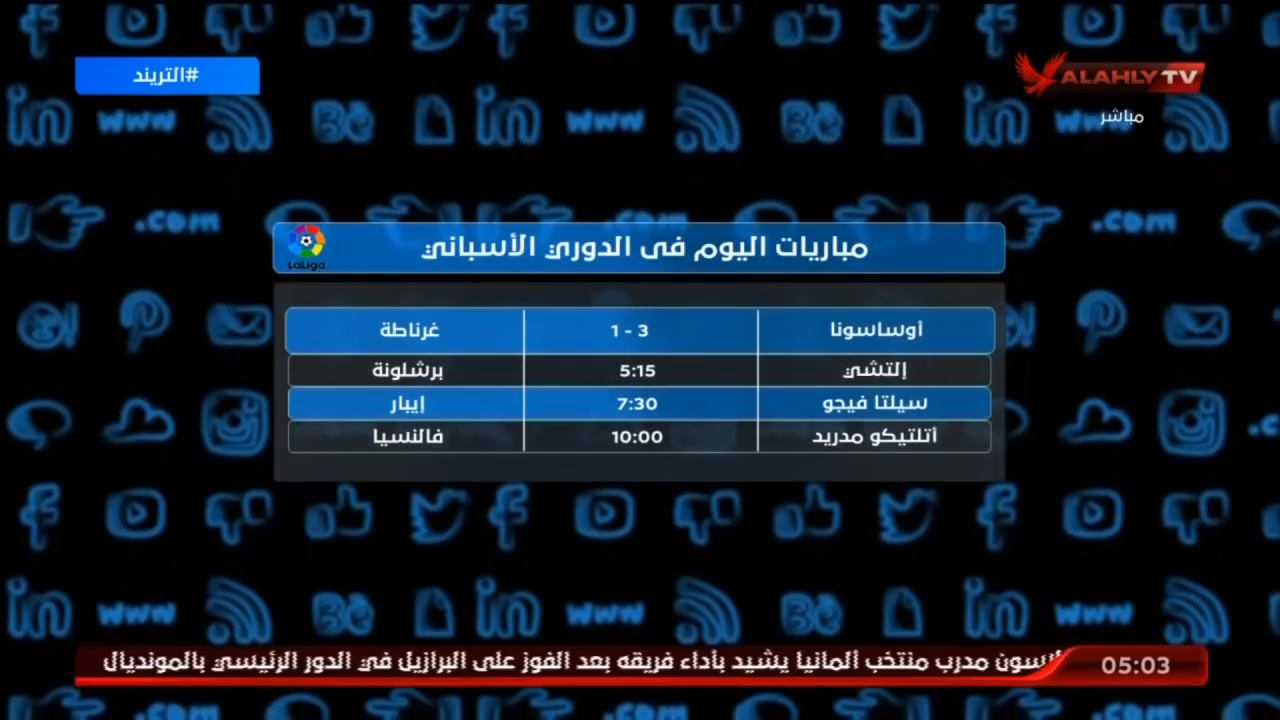 #التريند
ALAHLY TV
مباشر
مباريات اليوم فى الدوري الأسباني
LaLiga
أوساسونا 3 - 1 غرناطة
إلتشي 5:15 برشلونة
سيلتا فيجو 7:30 إيبار
أتلتيكو مدريد 10:00 فالنسيا
05:03 مدرب منتخب ألمانيا يشيد بأداء فريقه بعد الفوز على البرازيل في الدور الرئيسي بالمونديال